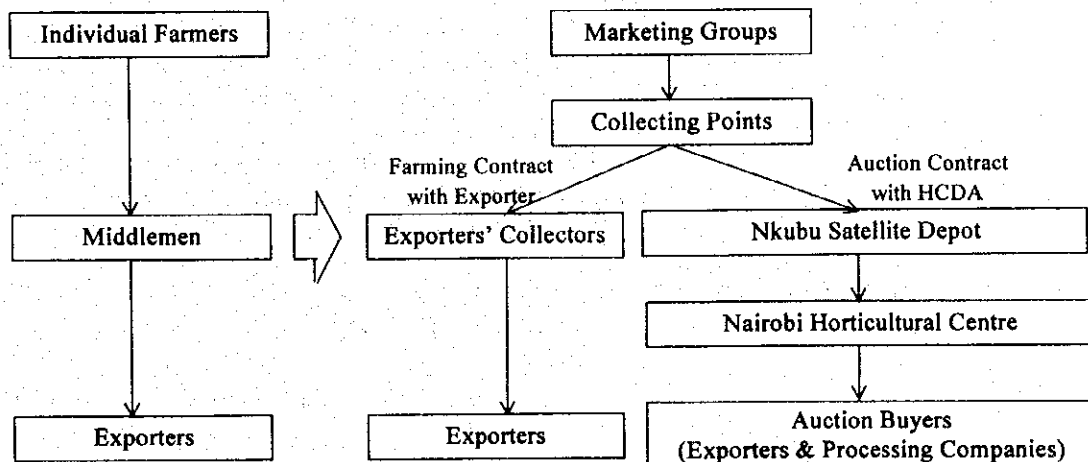 Individual Farmers
Middlemen
Exporters
Marketing Groups
Collecting Points
Farming Contract
with Exporter
Auction Contract
with HCDA
Exporters' Collectors
Nkubu Satellite Depot
Nairobi Horticultural Centre
Exporters
Auction Buyers
(Exporters & Processing Companies)